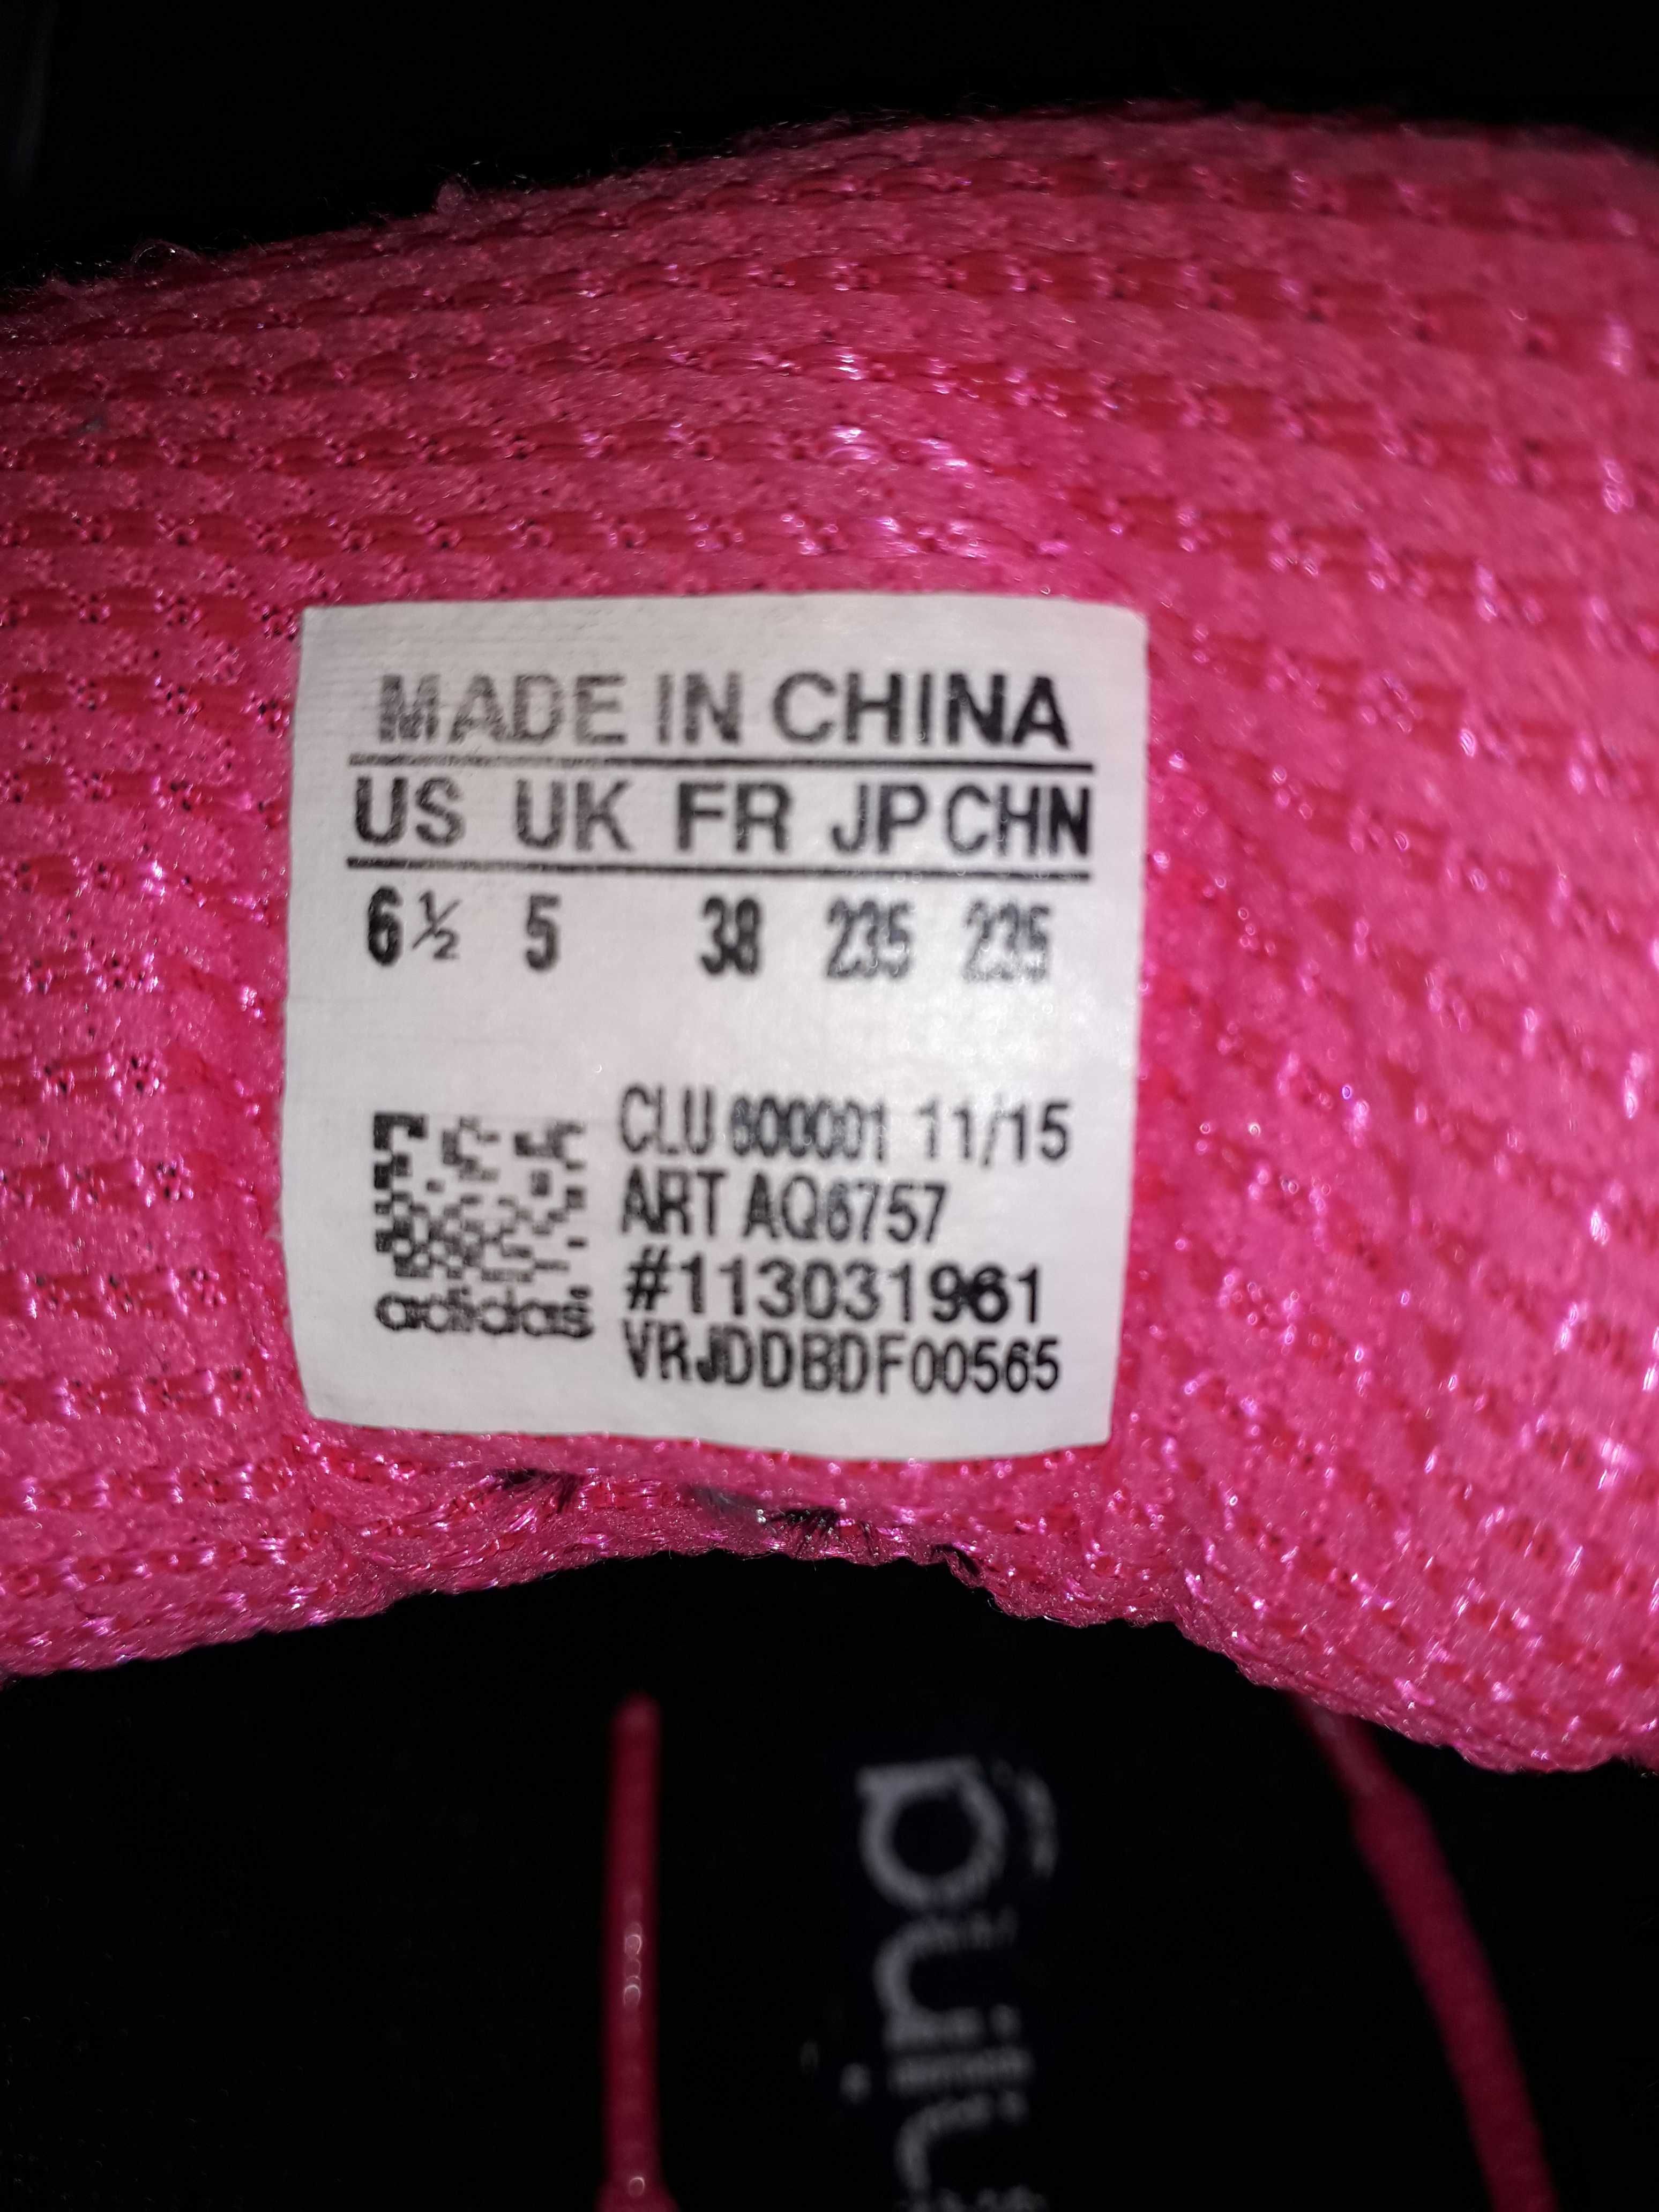 MADE IN CHINA
US UK FR JP CHN
6½ 5 38 235 235
CLU 600001 11/15
ART AQ6757
#113031961
VRJDDBDF00565
adidas